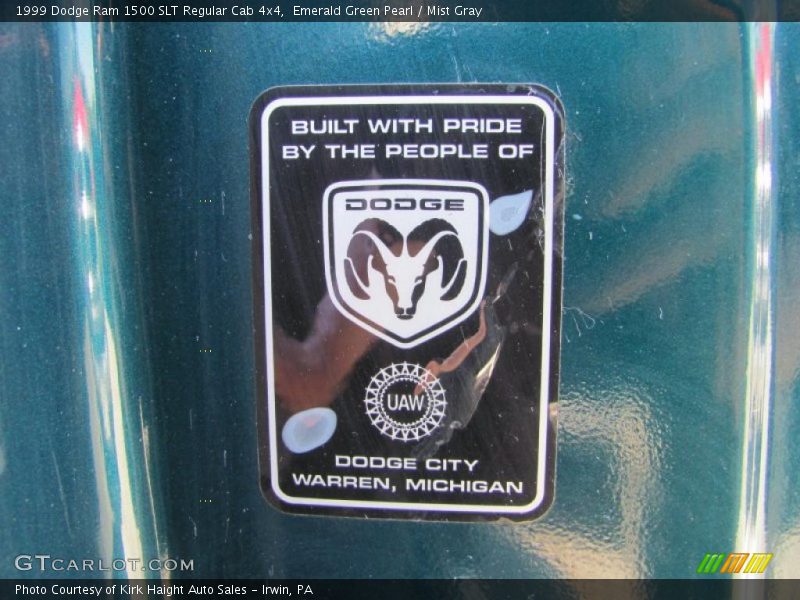 1999 Dodge Ram 1500 SLT Regular Cab 4x4, Emerald Green Pearl / Mist Gray
BUILT WITH PRIDE
BY THE PEOPLE OF
DODGE
UAW
DODGE CITY
WARREN, MICHIGAN
GTCARLOT.COM
Photo Courtesy of Kirk Haight Auto Sales - Irwin, PA